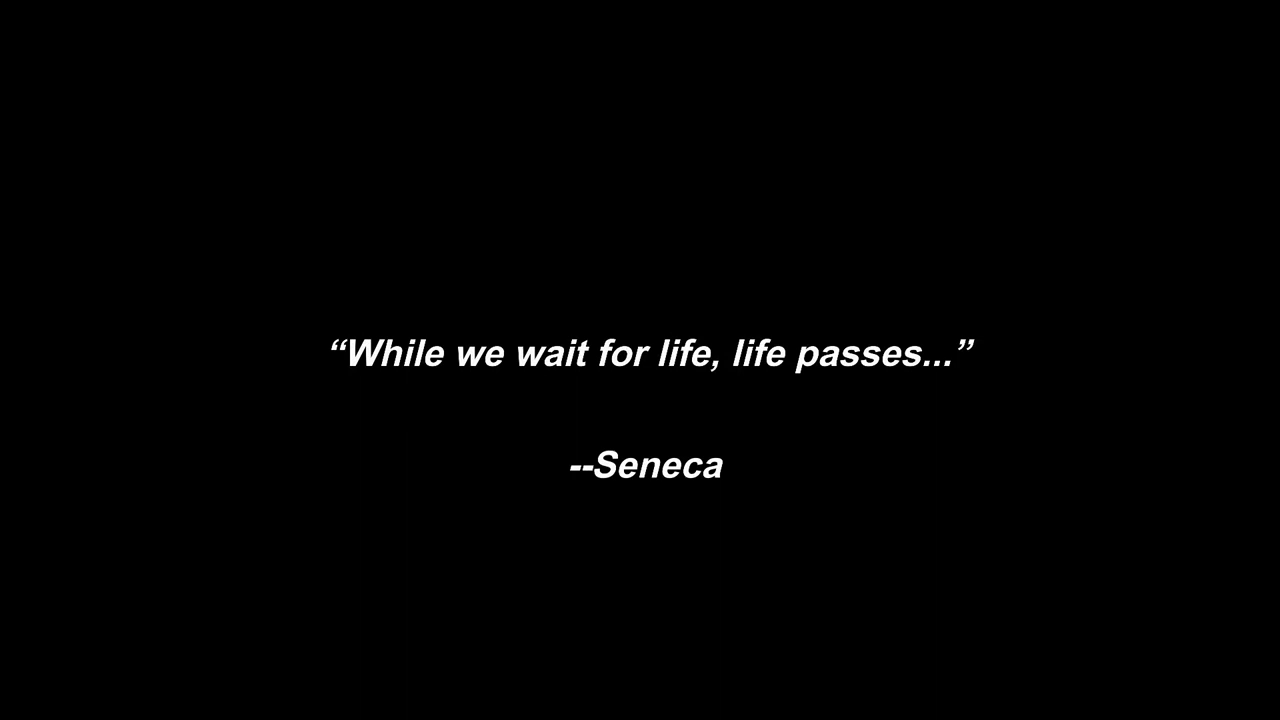 “While we wait for life, life passes...”
--Seneca